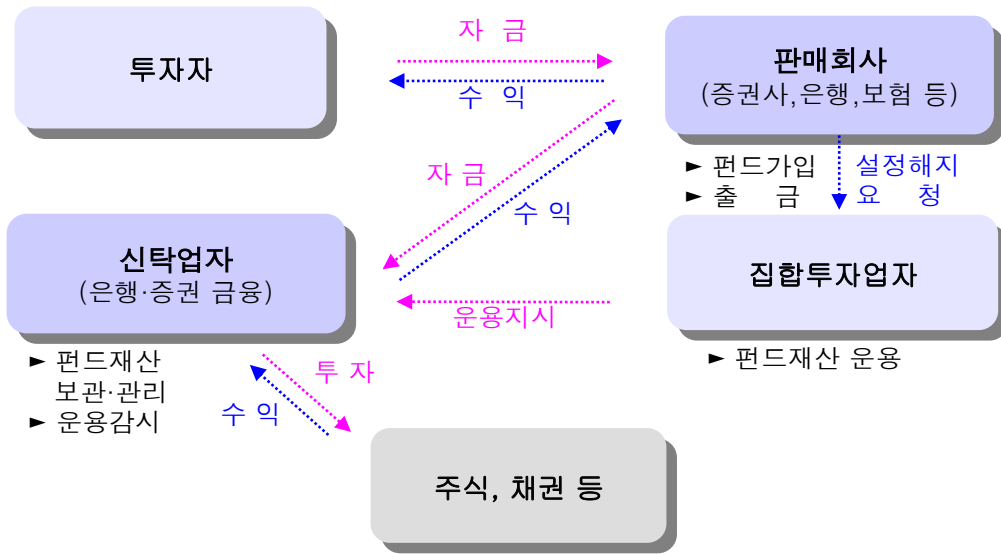 자 금
투자자
수 익
판매회사
(증권사,은행,보험 등)
► 펀드가입
► 출 금
설정해지
요 청
자 금
수 익
신탁업자
(은행·증권 금융)
집합투자업자
운용지시
► 펀드재산
보관·관리
► 운용감시
► 펀드재산 운용
투 자
수 익
주식, 채권 등